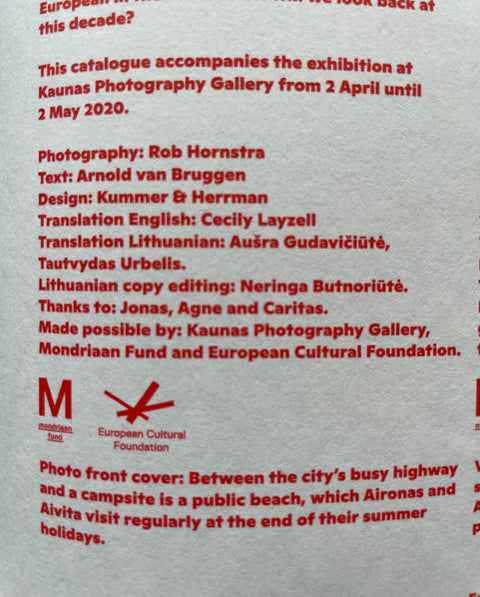 European in
back at
this decade?
This catalogue accompanies the exhibition at
Kaunas Photography Gallery from 2 April until
2 May 2020.
Photography: Rob Hornstra
Text: Arnold van Bruggen
Design: Kummer & Herrman
Translation English: Cecily Layzell
Translation Lithuanian: Aušra Gudavičiūtė,
Tautvydas Urbelis.
Lithuanian copy editing: Neringa Butnoriūtė.
Thanks to: Jonas, Agne and Caritas.
Made possible by: Kaunas Photography Gallery,
Mondriaan Fund and European Cultural Foundation.
M
mondriaan
fund
European Cultural
Foundation
Photo front cover: Between the city's busy highway
and a campsite is a public beach, which Aironas and
Aivita visit regularly at the end of their summer
holidays.